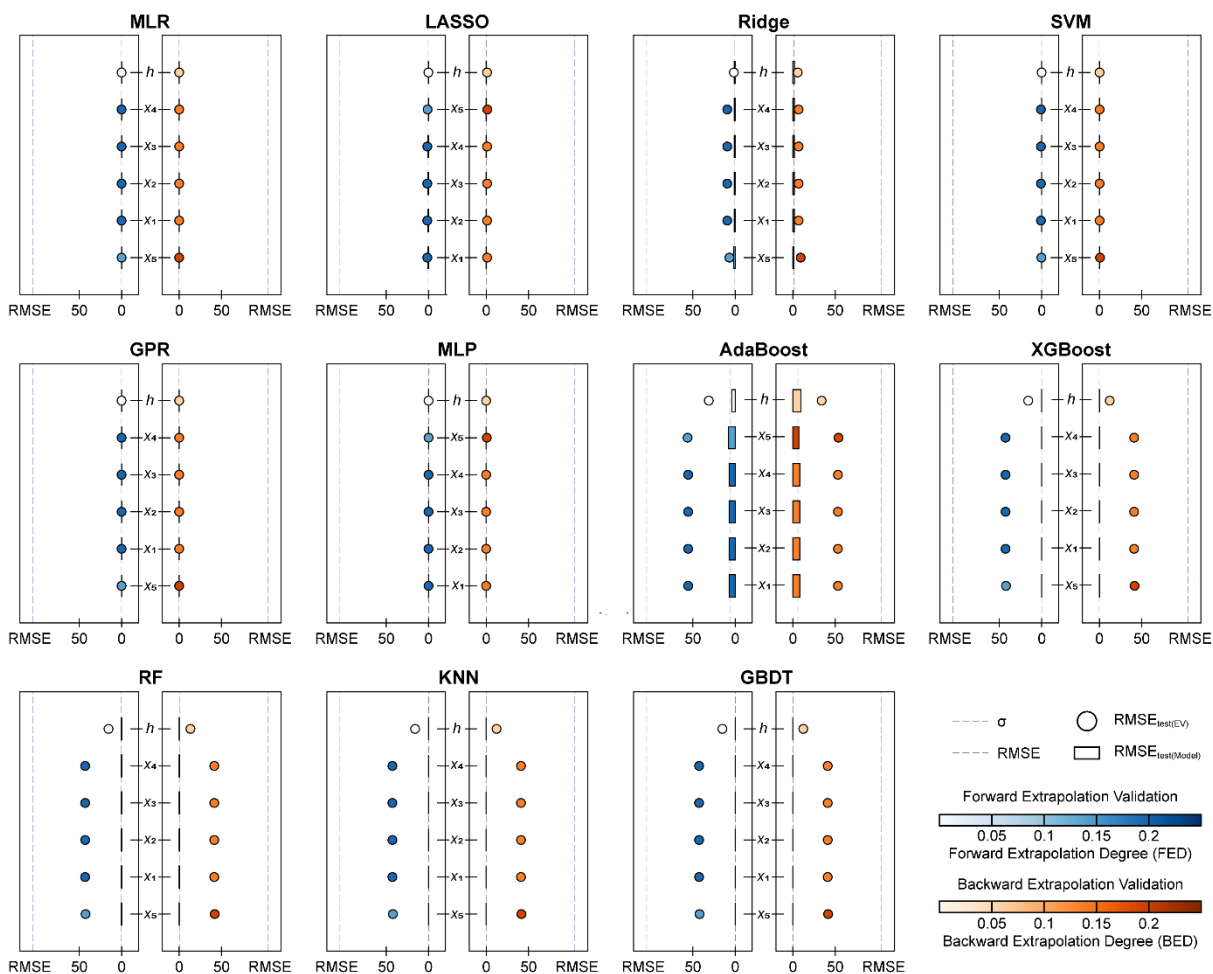 MLR
h
X4
X3
X2
X1
X5
RMSE 50 0 0 50 RMSE
LASSO
h
X5
X4
X3
X2
X1
RMSE 50 0 0 50 RMSE
Ridge
h
X4
X3
X2
X1
X5
RMSE 50 0 0 50 RMSE
SVM
h
X4
X3
X2
X1
X5
RMSE 50 0 0 50 RMSE
GPR
h
X4
X3
X2
X1
X5
RMSE 50 0 0 50 RMSE
MLP
h
X5
X4
X3
X2
X1
RMSE 50 0 0 50 RMSE
AdaBoost
h
X5
X4
X3
X2
X1
RMSE 50 0 0 50 RMSE
XGBoost
h
X4
X3
X2
X1
X5
RMSE 50 0 0 50 RMSE
RF
h
X4
X3
X2
X1
X5
RMSE 50 0 0 50 RMSE
KNN
h
X4
X3
X2
X1
X5
RMSE 50 0 0 50 RMSE
GBDT
h
X4
X3
X2
X1
X5
RMSE 50 0 0 50 RMSE
σ RMSEtest(EV)
RMSE RMSEtest(Model)
Forward Extrapolation Validation
0.05 0.1 0.15 0.2
Forward Extrapolation Degree (FED)
Backward Extrapolation Validation
0.05 0.1 0.15 0.2
Backward Extrapolation Degree (BED)